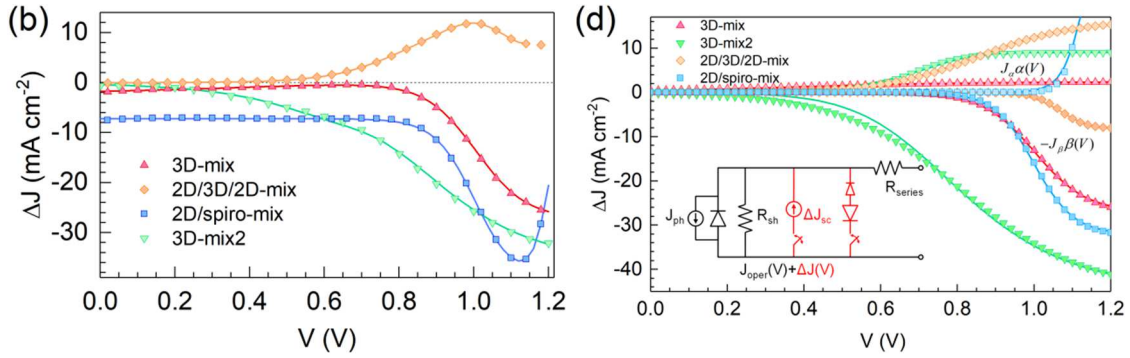 (b)
10
0
-10
-20
-30
ΔJ (mA cm⁻²)
3D-mix
2D/3D/2D-mix
2D/spiro-mix
3D-mix2
0.0 0.2 0.4 0.6 0.8 1.0 1.2
V (V)
(d)
10
0
-10
-20
-30
-40
ΔJ (mA cm⁻²)
3D-mix
3D-mix2
2D/3D/2D-mix
2D/spiro-mix
Jαα(V)
-Jββ(V)
Rseries
Jph
Rsh
ΔJsc
Joper(V)+ΔJ(V)
0.0 0.2 0.4 0.6 0.8 1.0 1.2
V (V)